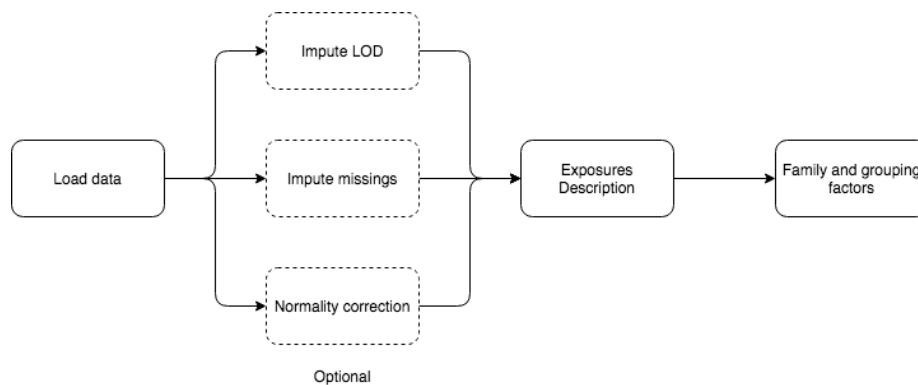 Impute LOD
Load data
Impute missings
Exposures
Description
Family and grouping
factors
Normality correction
Optional